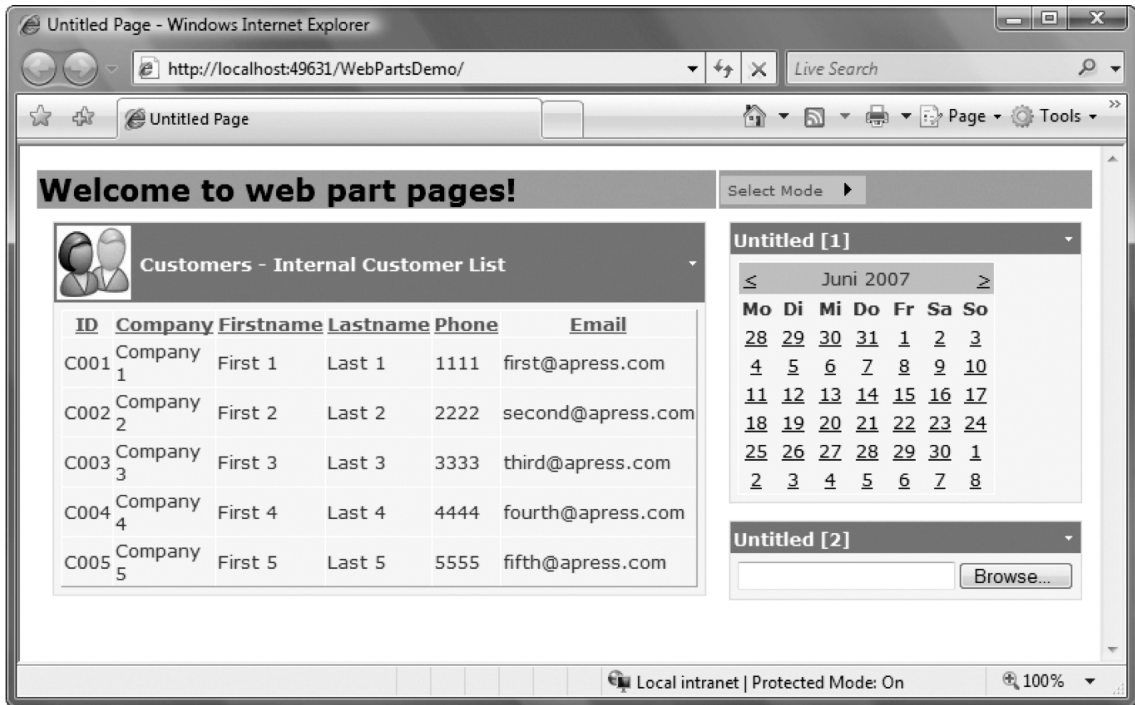 Untitled Page - Windows Internet Explorer
http://localhost:49631/WebPartsDemo/
Live Search
Untitled Page
Page
Tools
Welcome to web part pages!
Select Mode
Customers - Internal Customer List
ID Company Firstname Lastname Phone Email
C001 Company 1 First 1 Last 1 1111 first@apress.com
C002 Company 2 First 2 Last 2 2222 second@apress.com
C003 Company 3 First 3 Last 3 3333 third@apress.com
C004 Company 4 First 4 Last 4 4444 fourth@apress.com
C005 Company 5 First 5 Last 5 5555 fifth@apress.com
Untitled [1]
< Juni 2007 >
Mo Di Mi Do Fr Sa So
28 29 30 31 1 2 3
4 5 6 7 8 9 10
11 12 13 14 15 16 17
18 19 20 21 22 23 24
25 26 27 28 29 30 1
2 3 4 5 6 7 8
Untitled [2]
Browse...
Local intranet | Protected Mode: On
100%